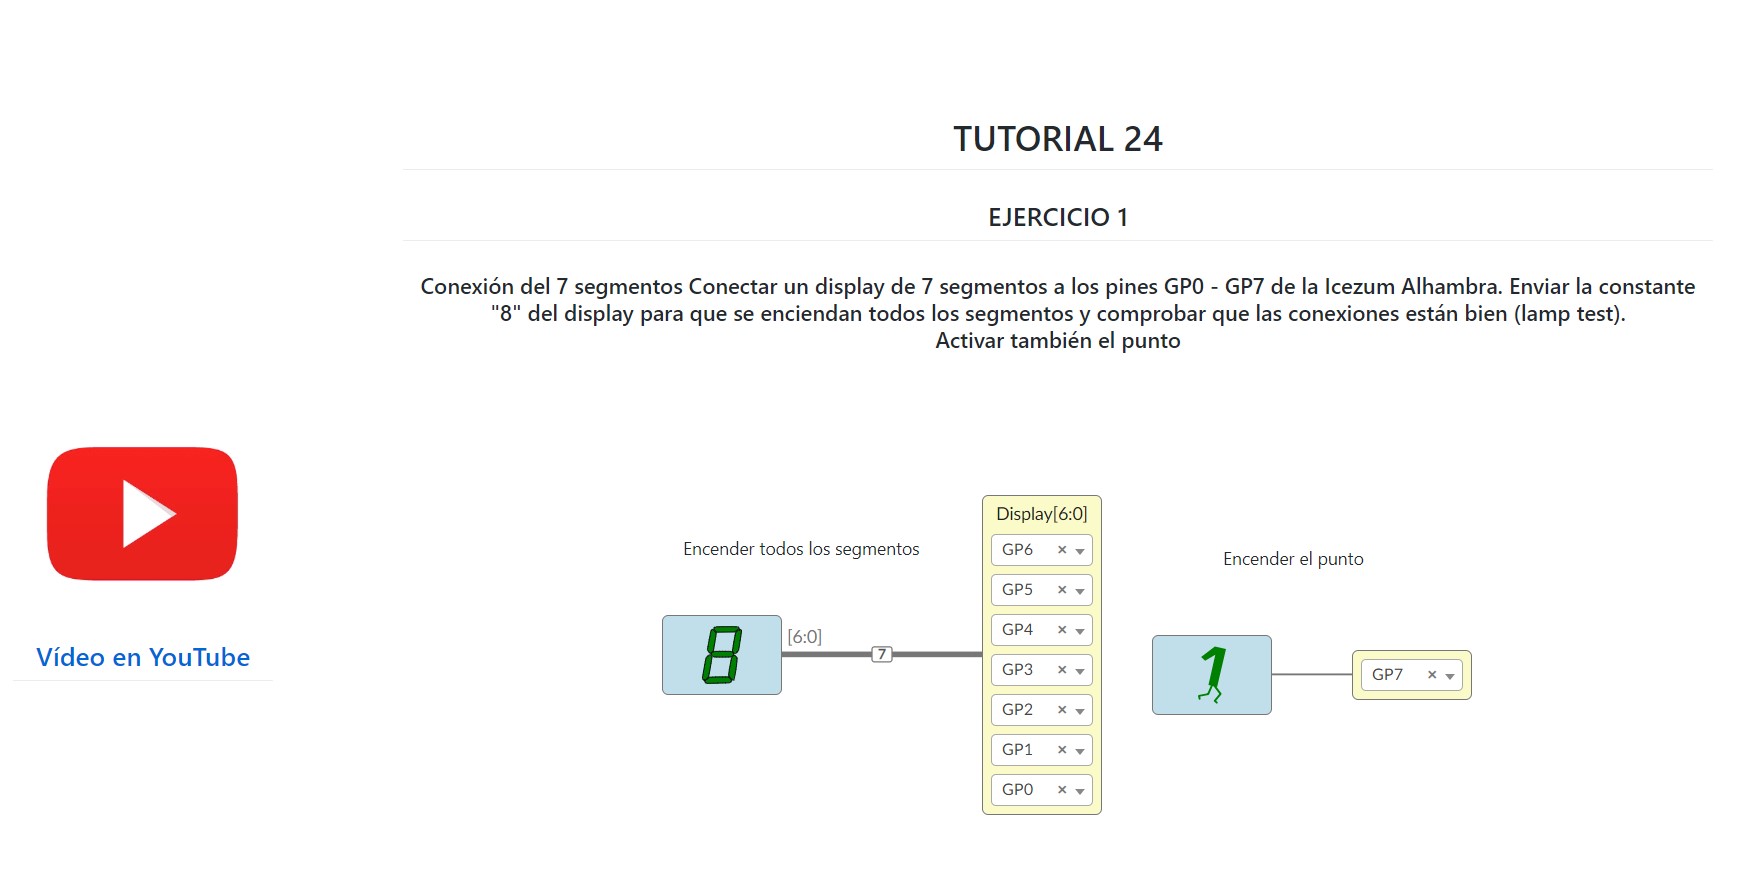 TUTORIAL 24
EJERCICIO 1
Conexión del 7 segmentos Conectar un display de 7 segmentos a los pines GP0 - GP7 de la Icezum Alhambra. Enviar la constante
"8" del display para que se enciendan todos los segmentos y comprobar que las conexiones están bien (lamp test).
Activar también el punto
Vídeo en YouTube
Encender todos los segmentos
8
[6:0]
7
Display[6:0]
GP6
GP5
GP4
GP3
GP2
GP1
GP0
Encender el punto
1
GP7